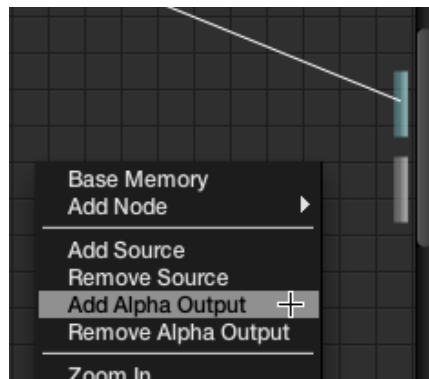 Base Memory
Add Node
Add Source
Remove Source
Add Alpha Output
Remove Alpha Output
Zoom In